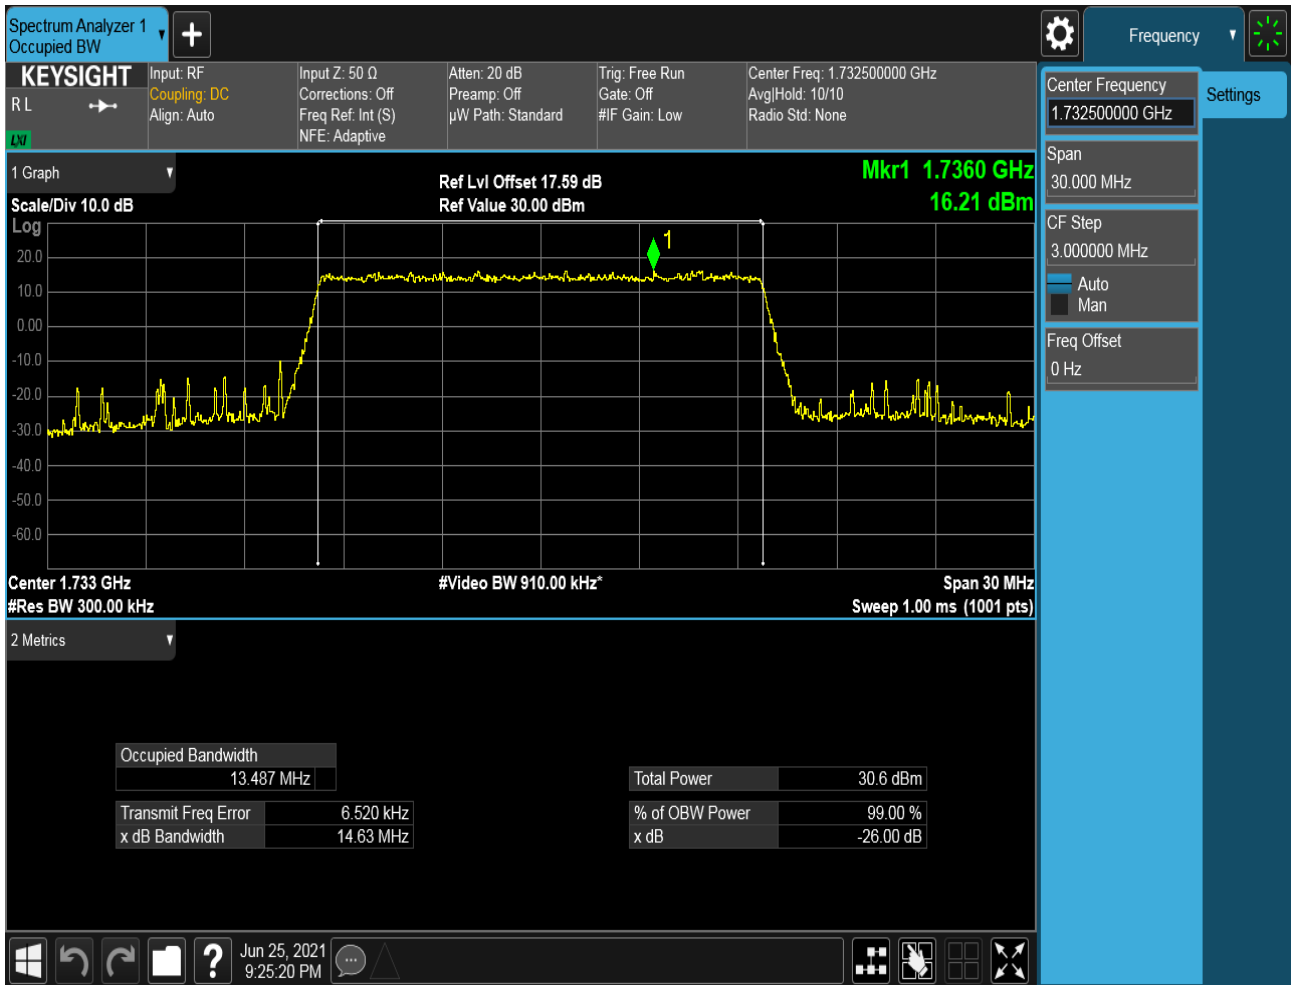 Spectrum Analyzer 1
Occupied BW
Frequency
KEYSIGHT
R L
LXI
Input: RF
Coupling: DC
Align: Auto
Input Z: 50 Ω
Corrections: Off
Freq Ref: Int (S)
NFE: Adaptive
Atten: 20 dB
Preamp: Off
µW Path: Standard
Trig: Free Run
Gate: Off
#IF Gain: Low
Center Freq: 1.732500000 GHz
Avg|Hold: 10/10
Radio Std: None
Center Frequency
1.732500000 GHz
Settings
Span
30.000 MHz
CF Step
3.000000 MHz
Auto
Man
Freq Offset
0 Hz
1 Graph
Scale/Div 10.0 dB
Ref Lvl Offset 17.59 dB
Ref Value 30.00 dBm
Mkr1 1.7360 GHz
16.21 dBm
Log
1
20.0
10.0
0.00
-10.0
-20.0
-30.0
-40.0
-50.0
-60.0
Center 1.733 GHz
#Video BW 910.00 kHz*
Span 30 MHz
#Res BW 300.00 kHz
Sweep 1.00 ms (1001 pts)
2 Metrics
Occupied Bandwidth
13.487 MHz
Total Power 30.6 dBm
Transmit Freq Error 6.520 kHz
% of OBW Power 99.00 %
x dB Bandwidth 14.63 MHz
x dB -26.00 dB
?
Jun 25, 2021
9:25:20 PM